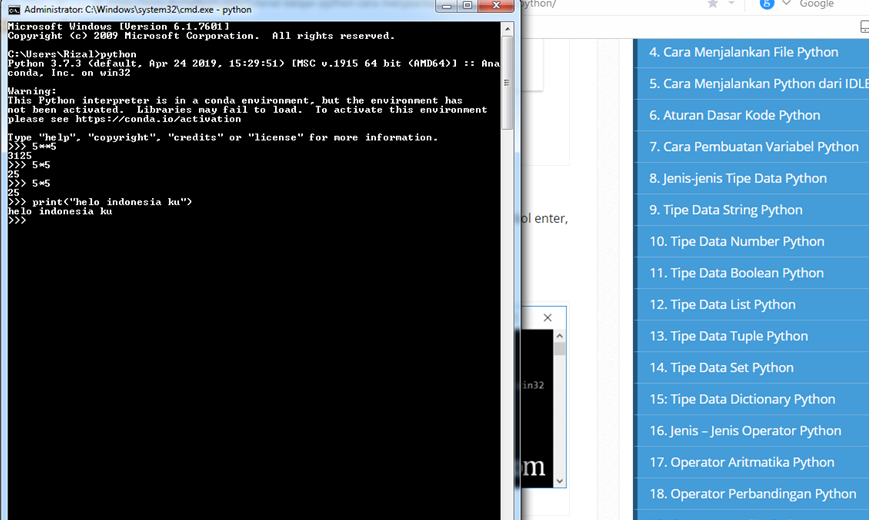 Administrator: C:\Windows\system32\cmd.exe - python
Microsoft Windows [Version 6.1.7601]
Copyright (c) 2009 Microsoft Corporation.  All rights reserved.
C:\Users\Rizal>python
Python 3.7.3 (default, Apr 24 2019, 15:29:51) [MSC v.1915 64 bit (AMD64)] :: Ana
conda, Inc. on win32
Warning:
This Python interpreter is in a conda environment, but the environment has
not been activated.  Libraries may fail to load.  To activate this environment
please see https://conda.io/activation
Type "help", "copyright", "credits" or "license" for more information.
>>> 5**5
3125
>>> 5*5
25
>>> 5*5
25
>>> print("helo indonesia ku")
helo indonesia ku
>>>
python/
Google
ol enter,
in32
om
4. Cara Menjalankan File Python
5. Cara Menjalankan Python dari IDLE
6. Aturan Dasar Kode Python
7. Cara Pembuatan Variabel Python
8. Jenis-jenis Tipe Data Python
9. Tipe Data String Python
10. Tipe Data Number Python
11. Tipe Data Boolean Python
12. Tipe Data List Python
13. Tipe Data Tuple Python
14. Tipe Data Set Python
15: Tipe Data Dictionary Python
16. Jenis – Jenis Operator Python
17. Operator Aritmatika Python
18. Operator Perbandingan Python